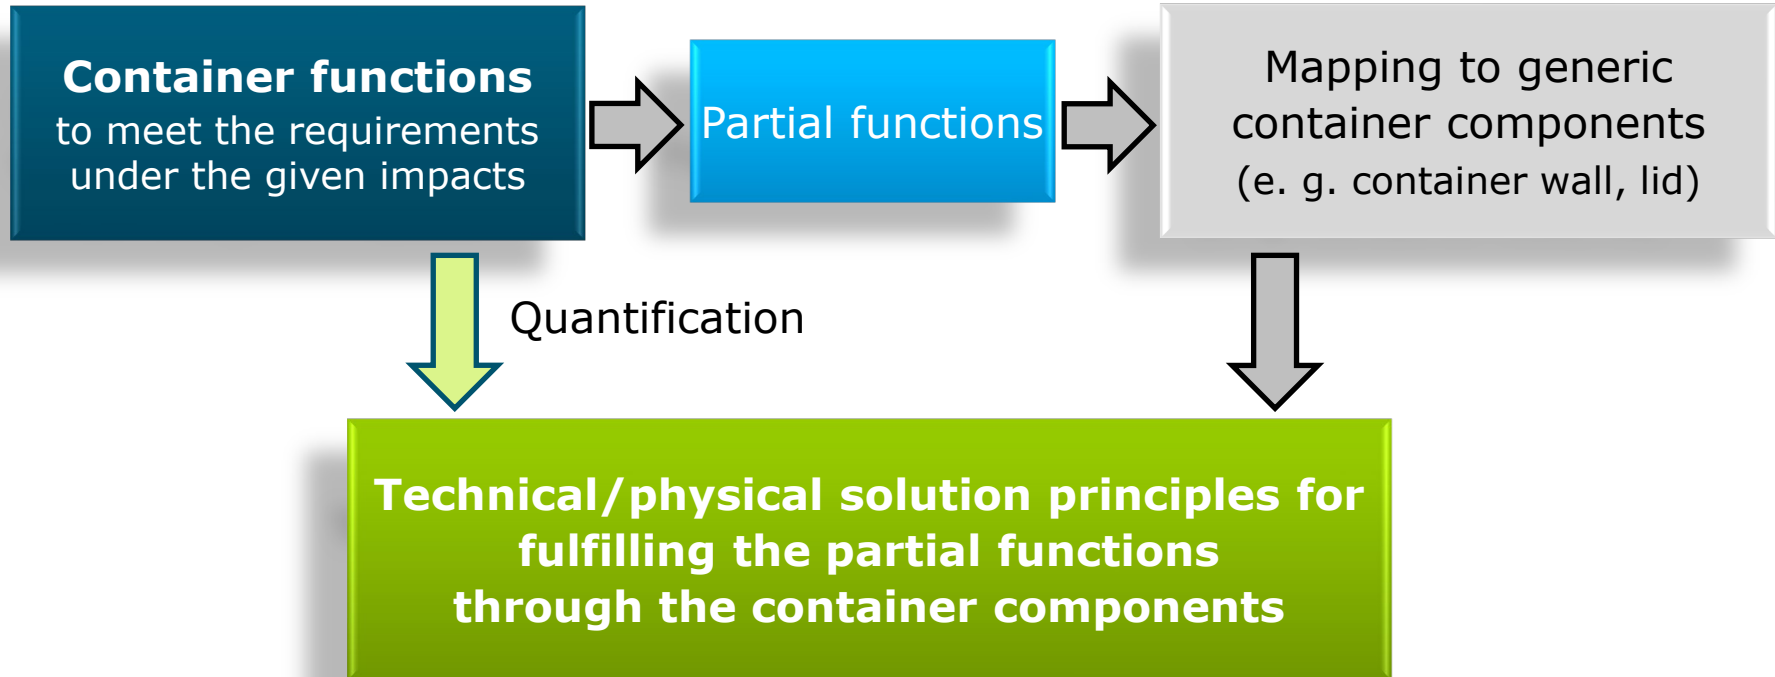 Container functions
to meet the requirements
under the given impacts
Partial functions
Mapping to generic
container components
(e. g. container wall, lid)
Quantification
Technical/physical solution principles for
fulfilling the partial functions
through the container components